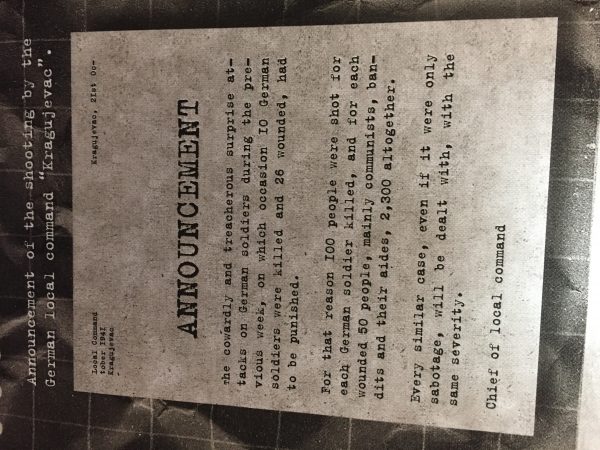 Announcement of the shooting by the
German local command "Kragujevac".
Local Command
Kragujevac, 21st Oc-
tober 1941
Kragujevac
ANNOUNCEMENT
The cowardly and treacherous surprise at-
tacks on German soldiers during the pre-
vious week, on which occasion 10 German
soldiers were killed and 26 wounded, had
to be punished.
For that reason 100 people were shot for
each German soldier killed, and for each
wounded 50 people, mainly communists, ban-
dits and their aides, 2,300 altogether.
Every similar case, even if it were only
sabotage, will be dealt with, with the
same severity.
Chief of local command